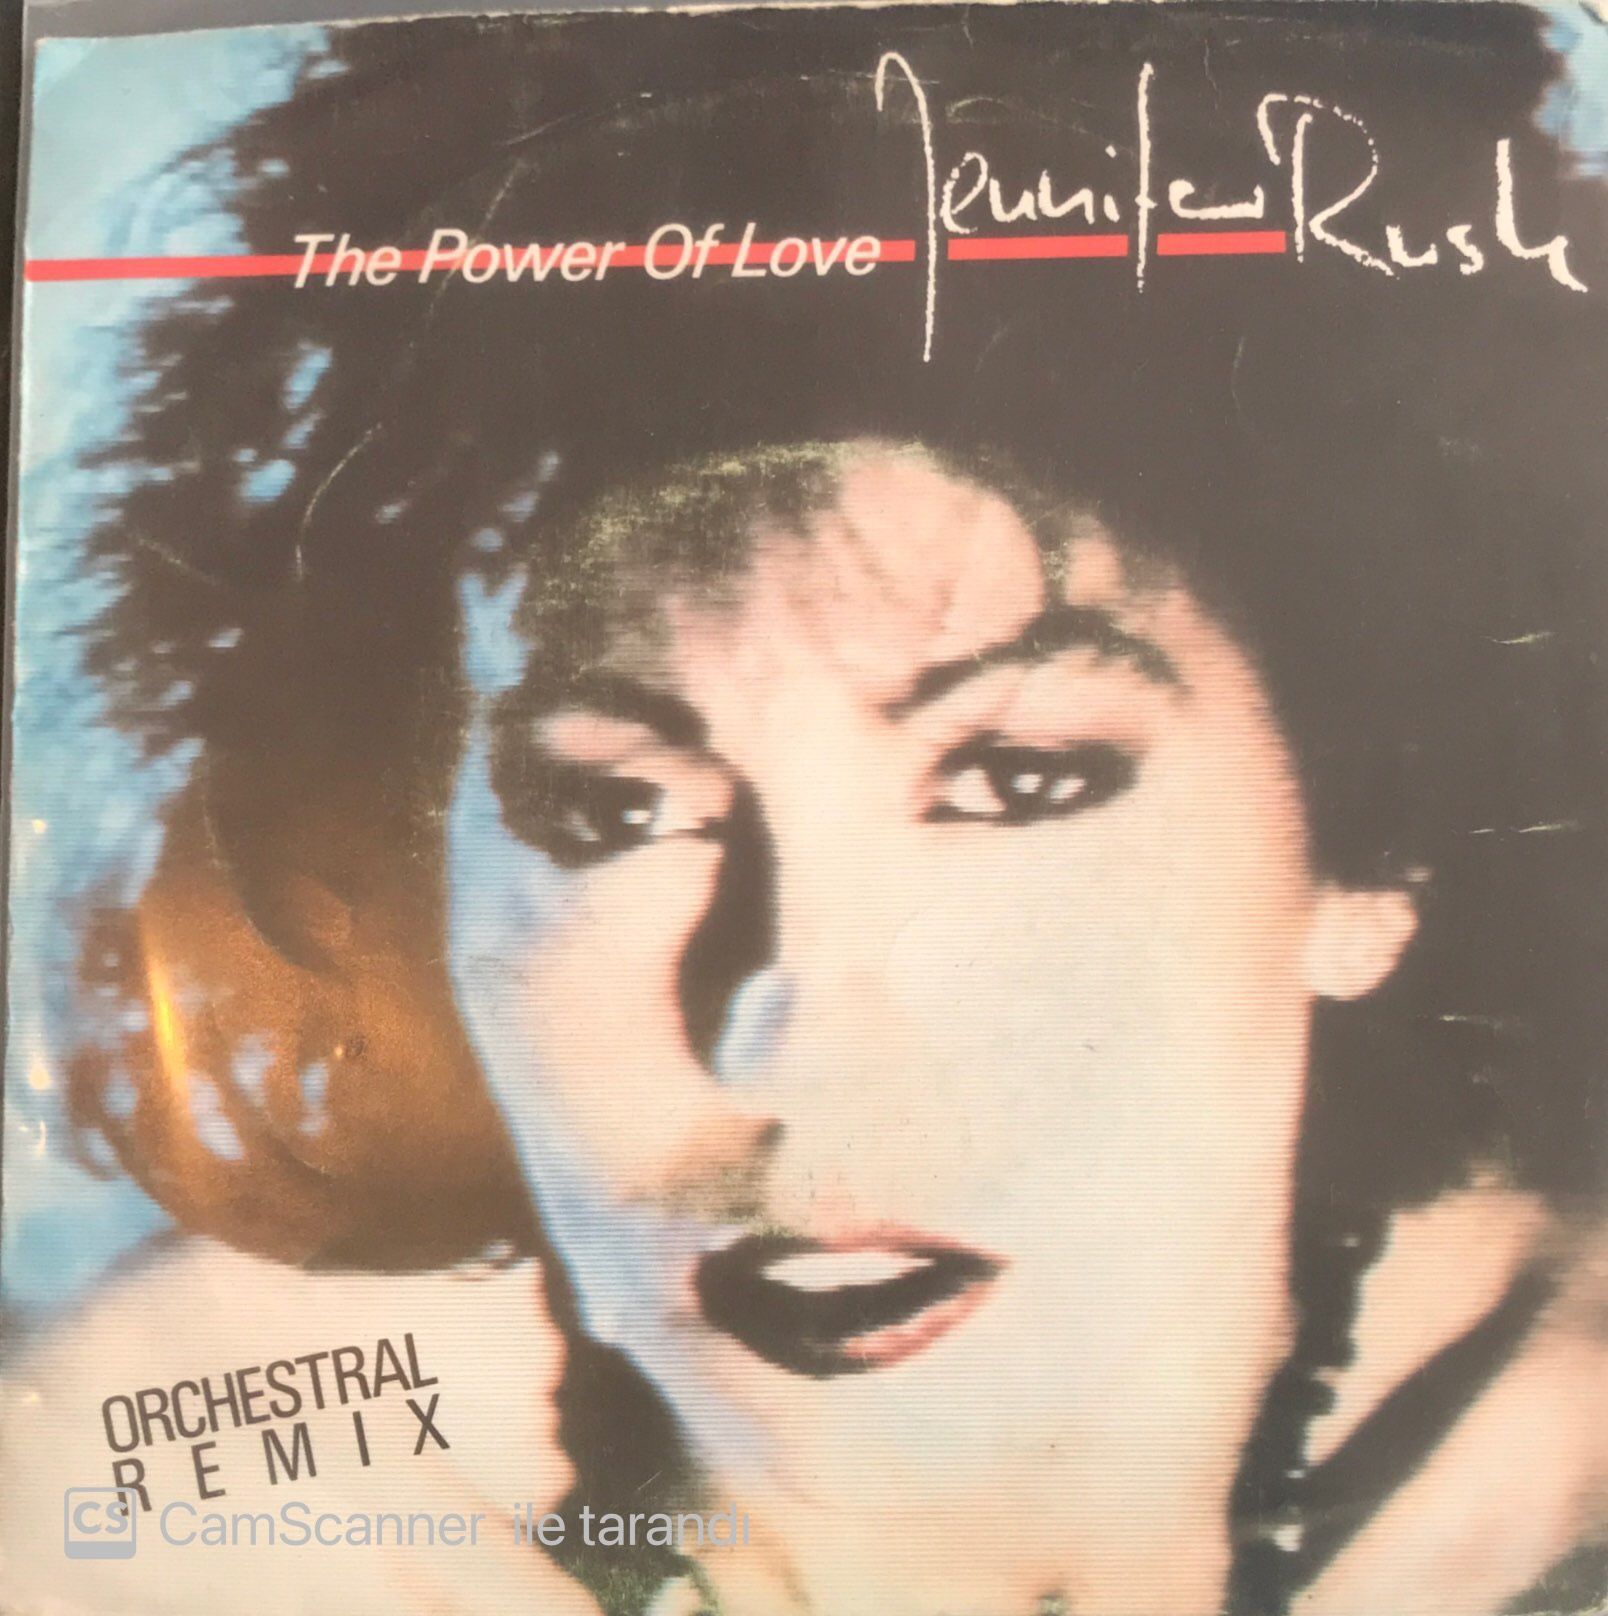 The Power Of Love
Jennifer Rush
ORCHESTRAL
REMIX
CS CamScanner ile tarandı